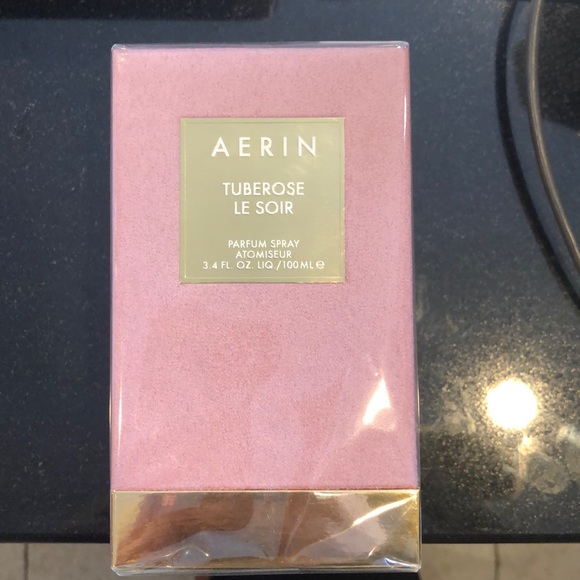 AERIN
TUBEROSE
LE SOIR
PARFUM SPRAY
ATOMISEUR
3.4 FL. OZ. LIQ./100ML℮